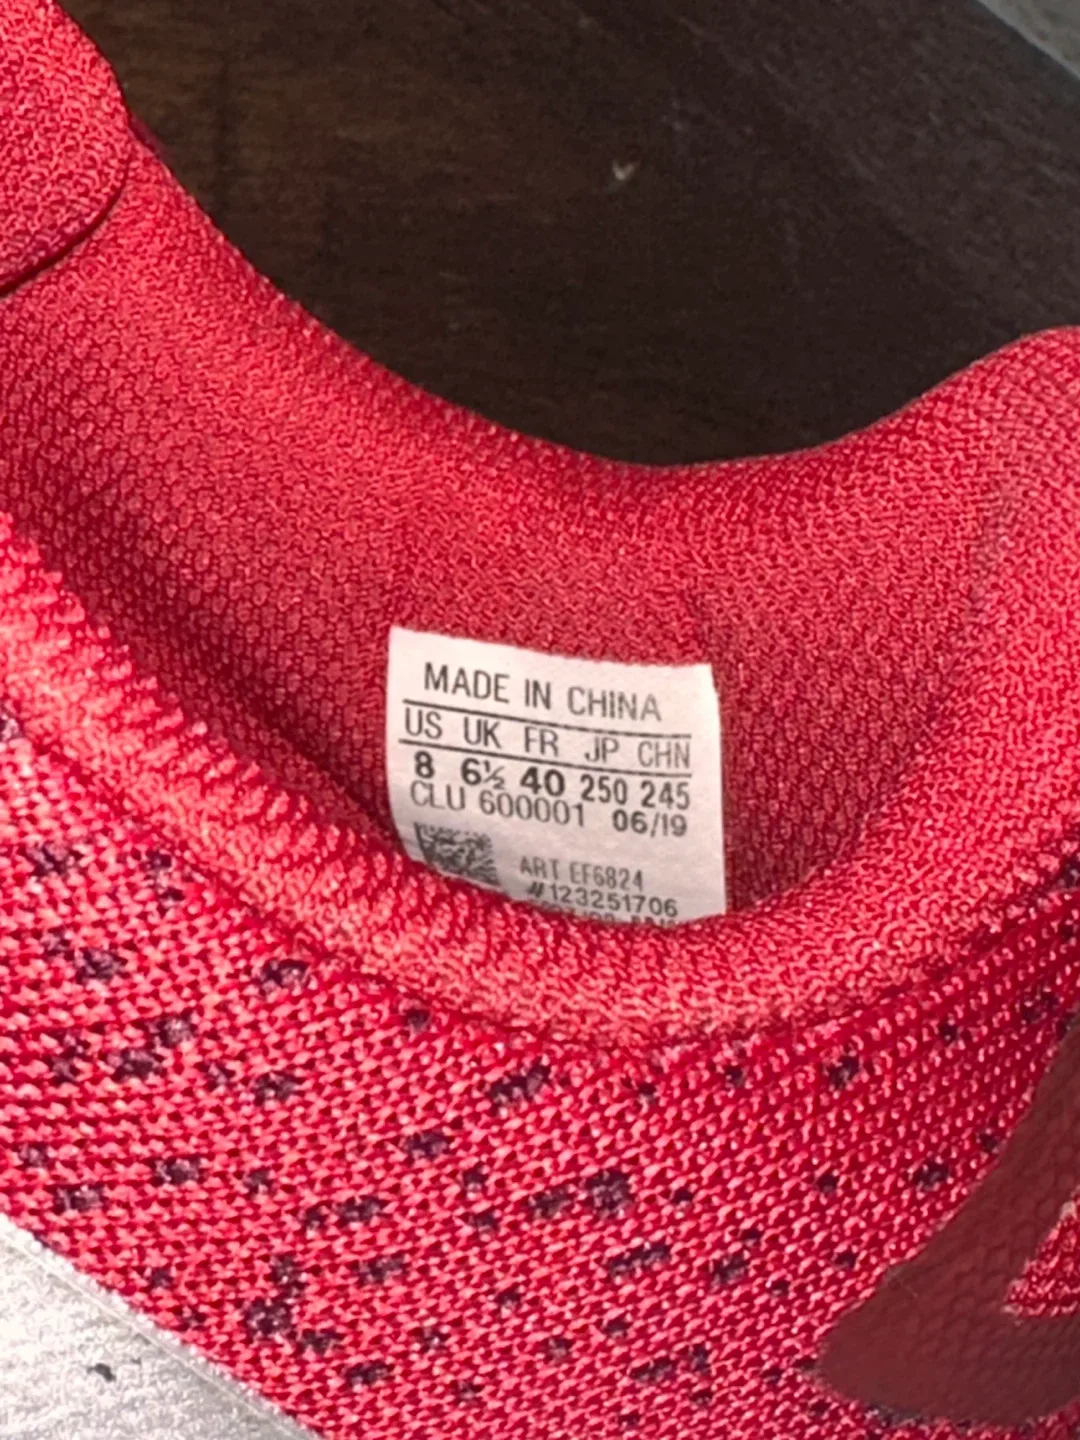 MADE IN CHINA
US UK FR JP CHN
8 6½ 40 250 245
CLU 600001 06/19
ART EF6824
#123251706